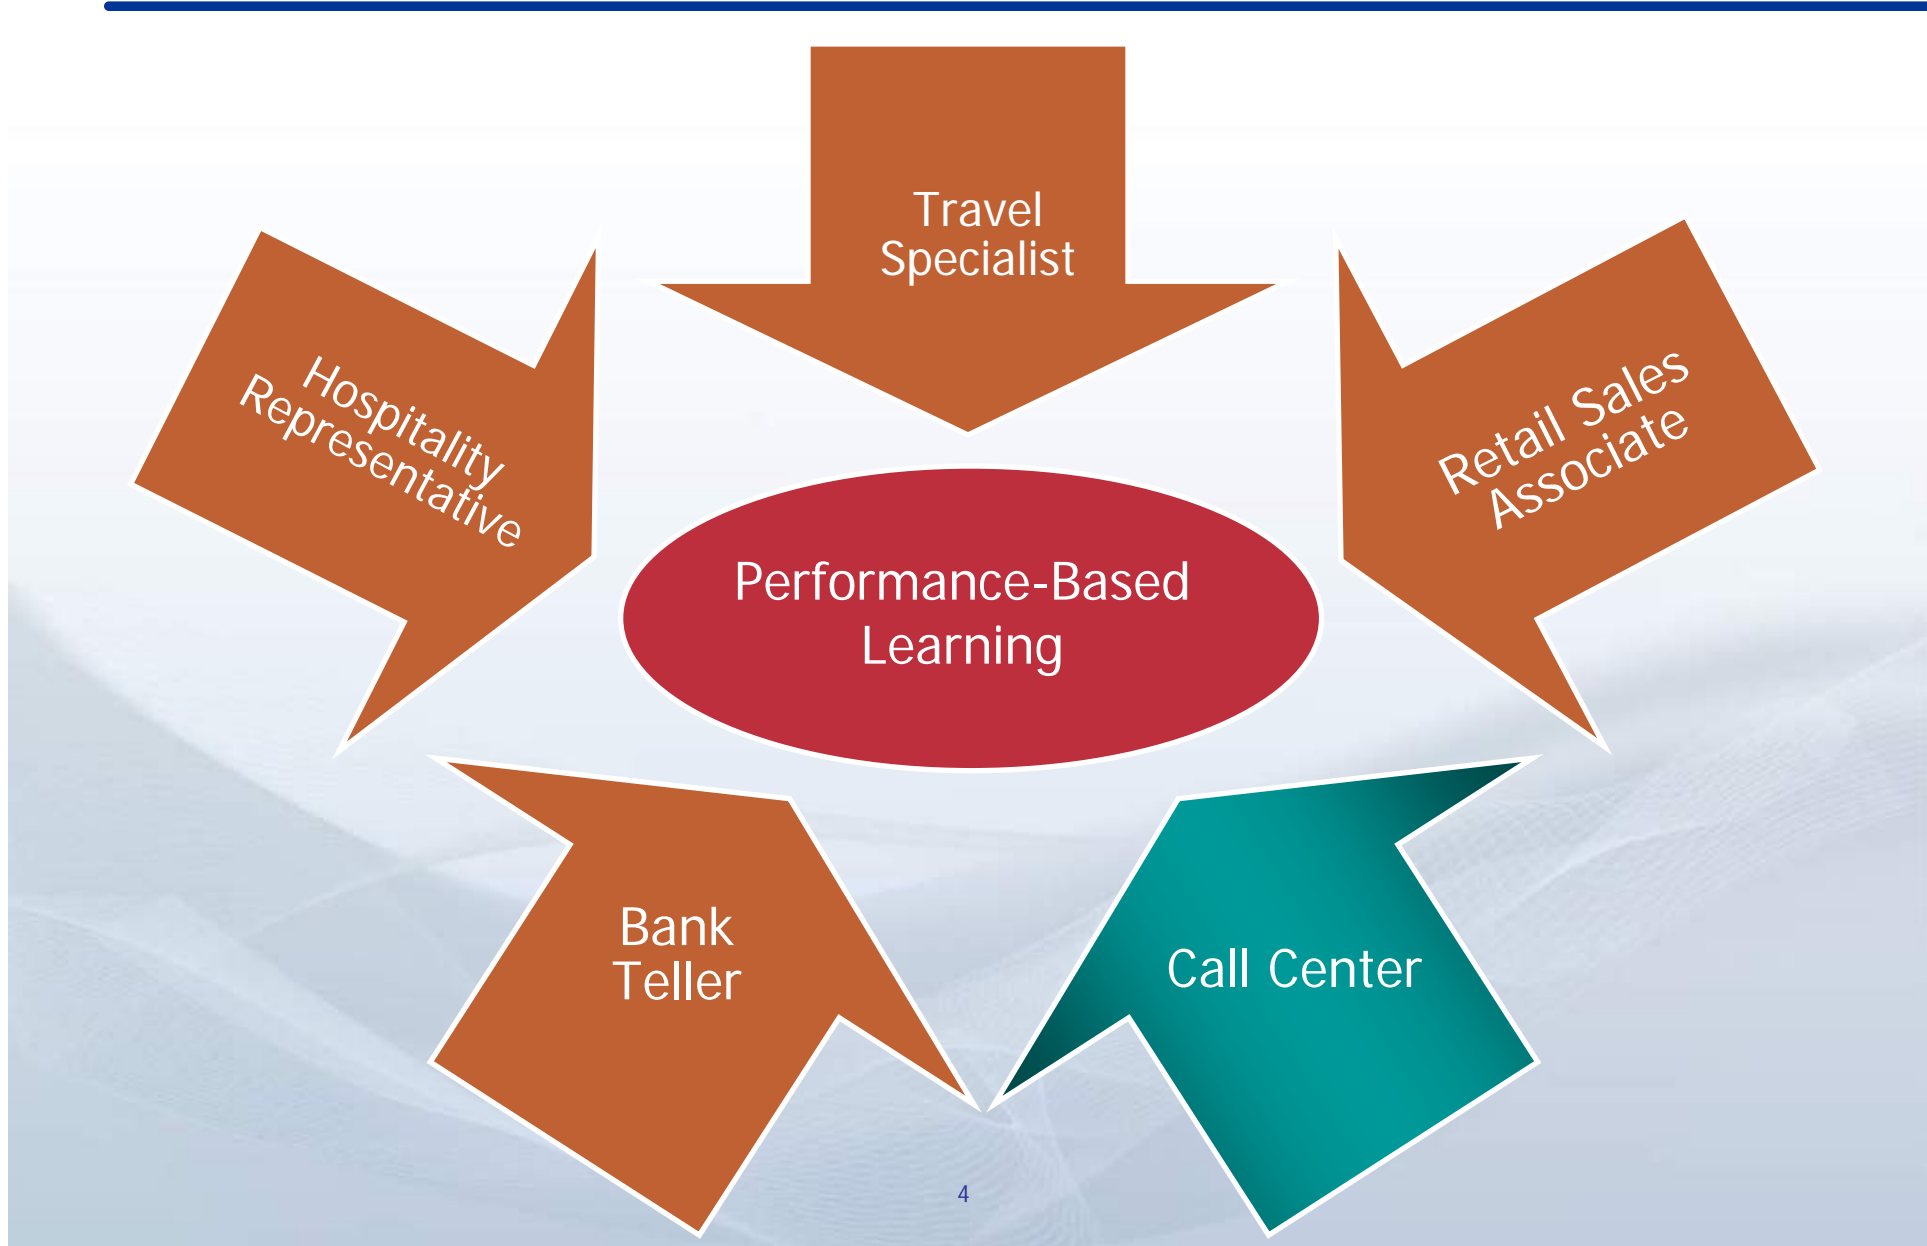 Travel
Specialist
Hospitality
Representative
Retail Sales
Associate
Performance-Based
Learning
Bank
Teller
Call Center
4